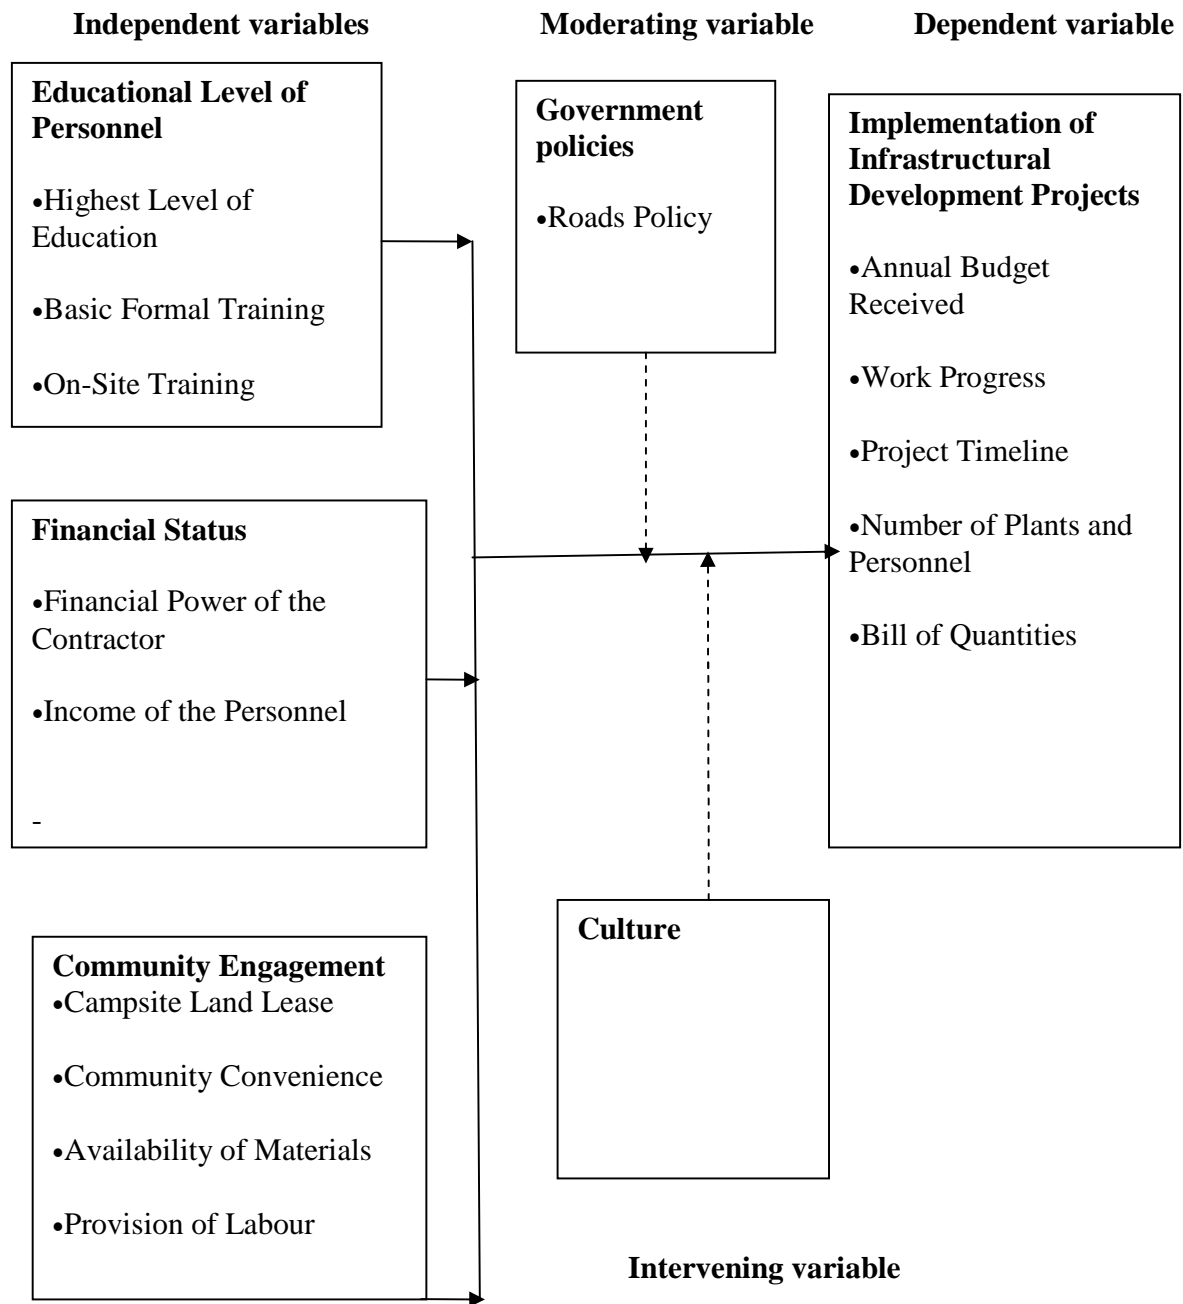 Independent variables
Educational Level of
Personnel
•Highest Level of
Education
•Basic Formal Training
•On-Site Training
Financial Status
•Financial Power of the
Contractor
•Income of the Personnel
-
Community Engagement
•Campsite Land Lease
•Community Convenience
•Availability of Materials
•Provision of Labour
Moderating variable
Government
policies
•Roads Policy
Culture
Intervening variable
Dependent variable
Implementation of
Infrastructural
Development Projects
•Annual Budget
Received
•Work Progress
•Project Timeline
•Number of Plants and
Personnel
•Bill of Quantities